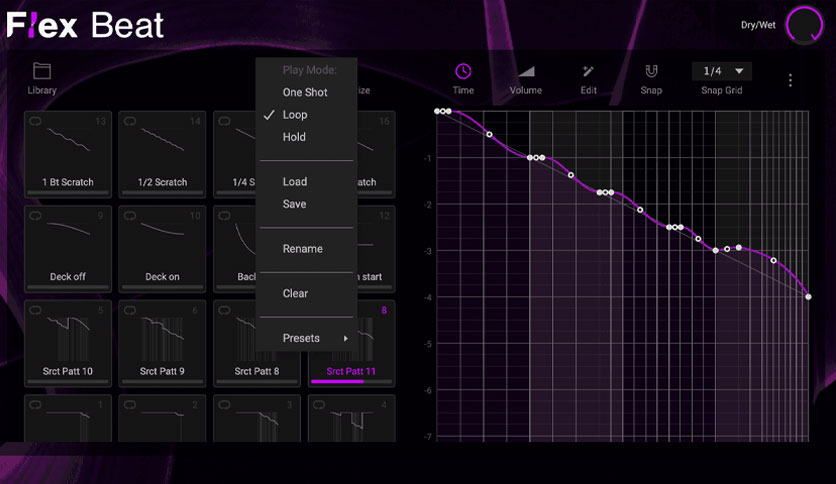 Flex Beat
Dry/Wet
Library
Play Mode:
One Shot
Loop
Hold
Load
Save
Rename
Clear
Presets
Time
Volume
Edit
Snap
1/4
Snap Grid
13
14
16
1 Bt Scratch
1/2 Scratch
1/4 S
atch
9
10
12
Deck off
Deck on
Back
start
5
6
8
Srct Patt 10
Srct Patt 9
Srct Patt 8
Srct Patt 11
1
2
3
4
-1
-2
-3
-4
-5
-6
-7